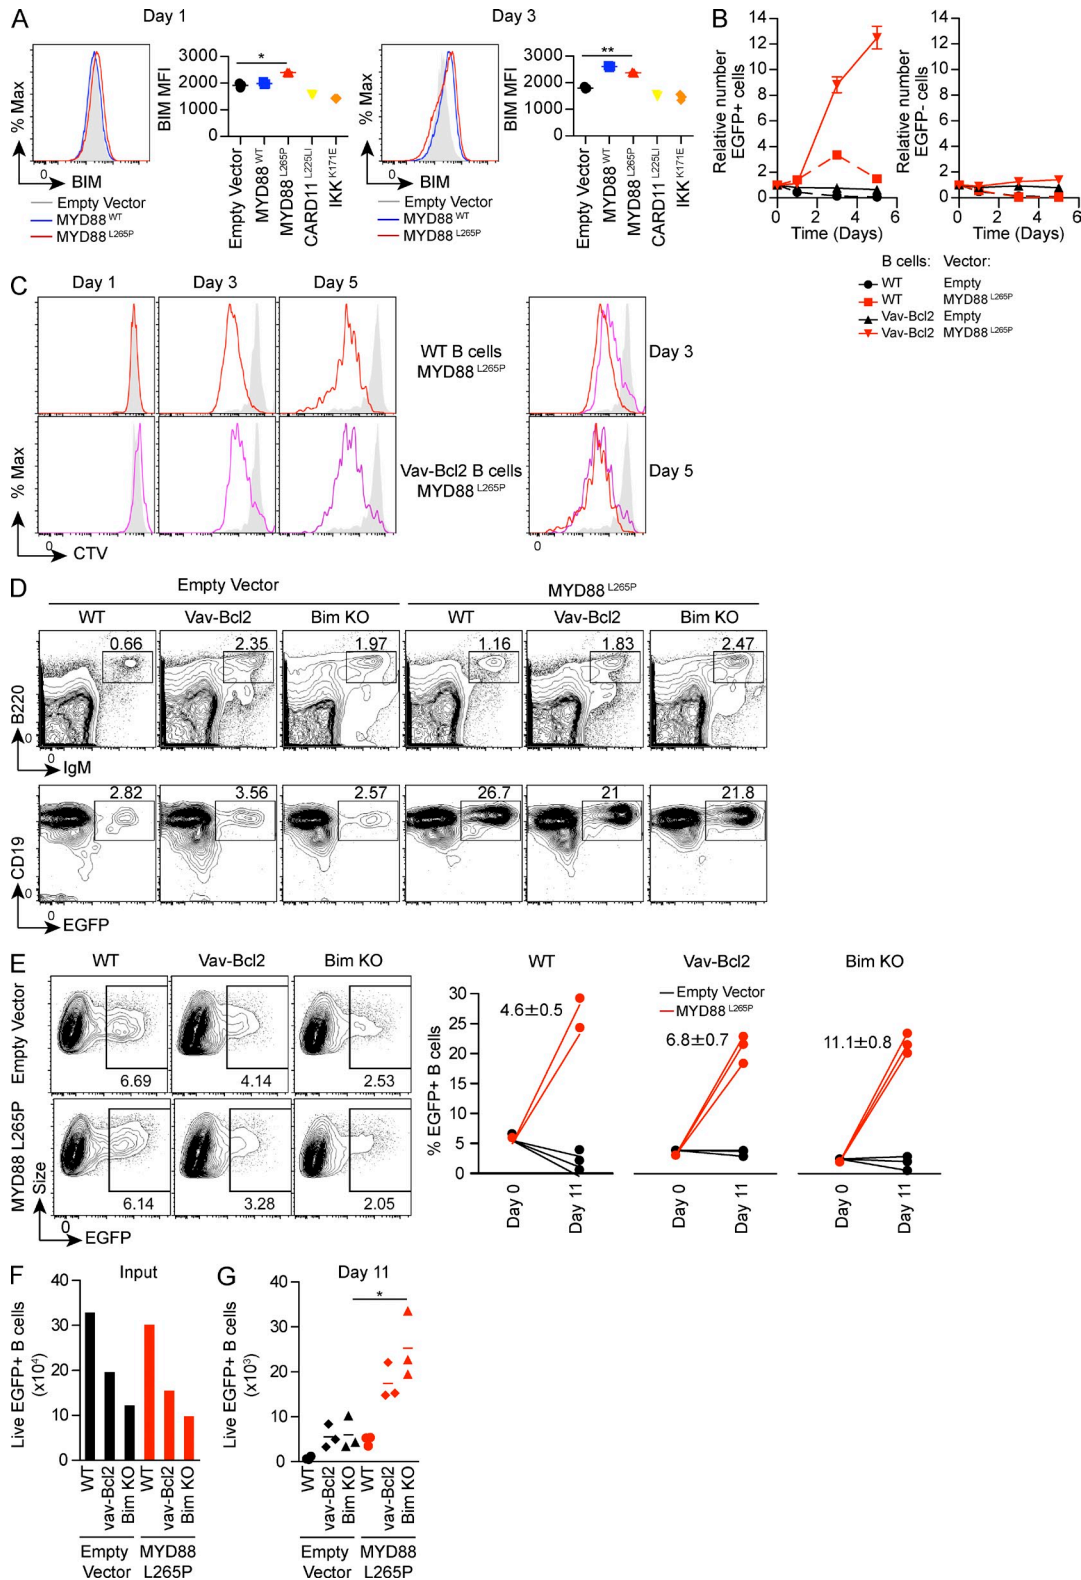 A
Day 1
Day 3
% Max
BIM
Empty Vector
MYD88 WT
MYD88 L265P
BIM MFI
3000
2000
1000
0
*
Empty Vector
MYD88 WT
MYD88 L265P
CARD11 L225LI
IKK K171E
% Max
BIM
Empty Vector
MYD88 WT
MYD88 L265P
BIM MFI
3000
2000
1000
0
**
Empty Vector
MYD88 WT
MYD88 L265P
CARD11 L225LI
IKK K171E
B
Relative number
EGFP+ cells
14
12
10
8
6
4
2
0
0 2 4 6
Time (Days)
Relative number
EGFP- cells
14
12
10
8
6
4
2
0
0 2 4 6
Time (Days)
B cells: Vector:
WT Empty
WT MYD88 L265P
Vav-Bcl2 Empty
Vav-Bcl2 MYD88 L265P
C
Day 1 Day 3 Day 5
WT B cells
MYD88 L265P
Day 3
Vav-Bcl2 B cells
MYD88 L265P
Day 5
% Max
0
CTV
0
D
Empty Vector
MYD88 L265P
WT Vav-Bcl2 Bim KO WT Vav-Bcl2 Bim KO
0.66 2.35 1.97 1.16 1.83 2.47
B220
0
0
IgM
2.82 3.56 2.57 26.7 21 21.8
CD19
0
0
EGFP
E
WT Vav-Bcl2 Bim KO
Empty Vector
6.69 4.14 2.53
MYD88 L265P
6.14 3.28 2.05
Size
0
EGFP
WT Vav-Bcl2 Bim KO
% EGFP+ B cells
30
25
20
15
10
5
0
4.6±0.5
Empty Vector
MYD88 L265P
6.8±0.7
11.1±0.8
Day 0 Day 11 Day 0 Day 11 Day 0 Day 11
F
Input
Live EGFP+ B cells
(x10⁴)
40
30
20
10
0
WT vav-Bcl2 Bim KO WT vav-Bcl2 Bim KO
Empty
Vector
MYD88
L265P
G
Day 11
*
Live EGFP+ B cells
(x10³)
40
30
20
10
0
WT vav-Bcl2 Bim KO WT vav-Bcl2 Bim KO
Empty
Vector
MYD88
L265P